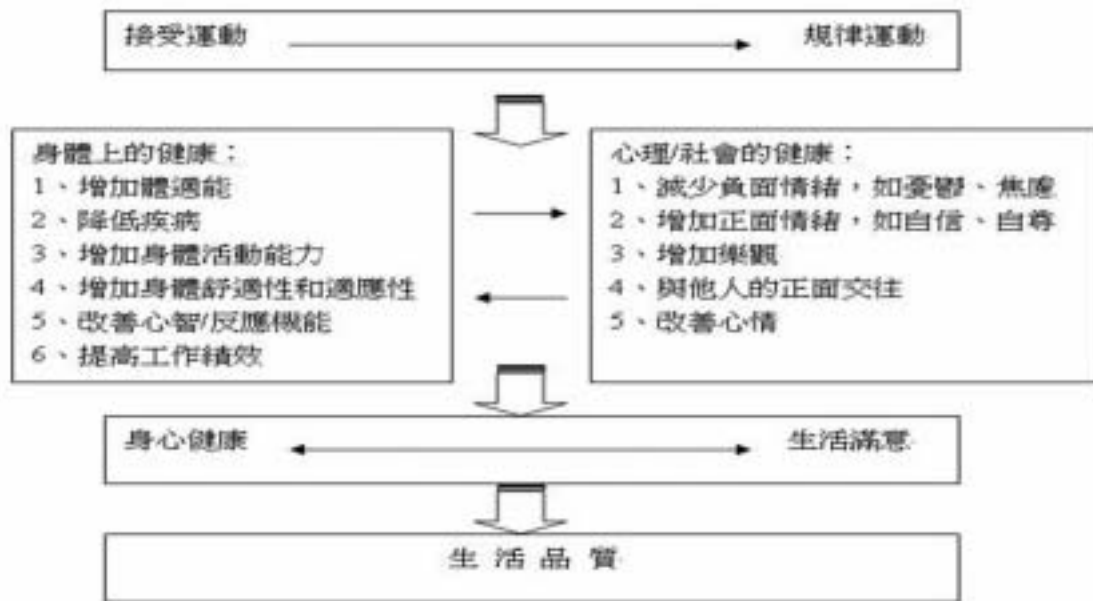 接受運動 規律運動
身體上的健康：
1、增加體適能
2、降低疾病
3、增加身體活動能力
4、增加身體舒適性和適應性
5、改善心智/反應機能
6、提高工作績效
心理/社會的健康：
1、減少負面情緒，如憂鬱、焦慮
2、增加正面情緒，如自信、自尊
3、增加樂觀
4、與他人的正面交往
5、改善心情
身心健康 生活滿意
生活品質